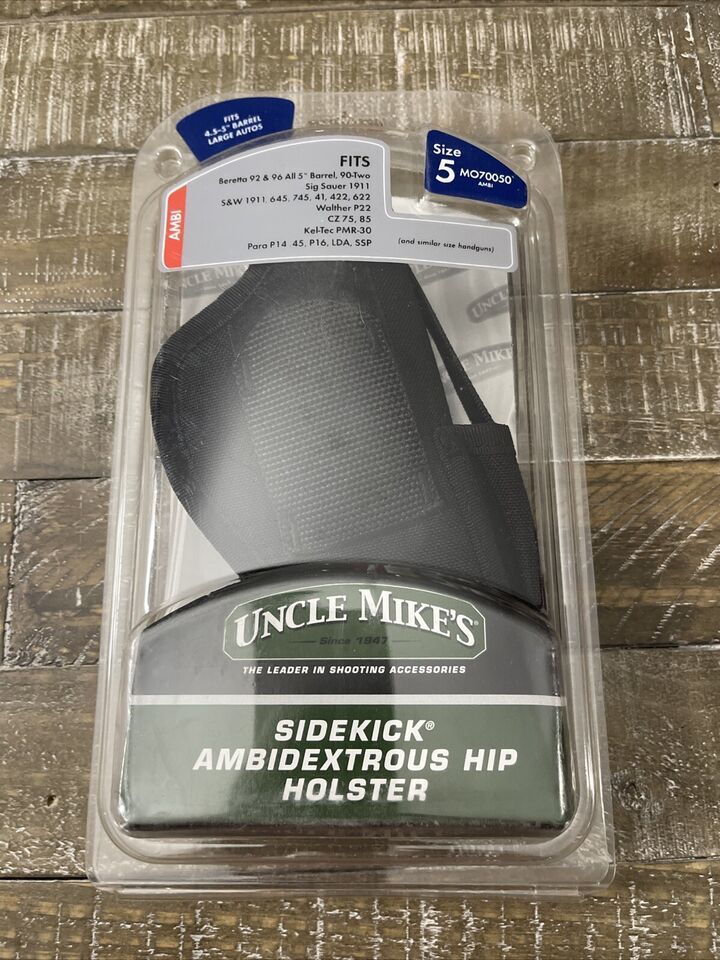 FITS
4.5-5" BARREL
LARGE AUTOS
FITS
Beretta 92 & 96 All 5" Barrel, 90-Two
Sig Sauer 1911
S&W 1911, 645, 745, 41, 422, 622
Walther P22
CZ 75, 85
Kel-Tec PMR-30
Para P14 .45, P16, LDA, SSP
(and similar size handguns)
AMBI
Size
5 MO70050
AMBI
UNCLE
UNCLE MIKE'S
UNCLE MIKE'S®
Since 1947
THE LEADER IN SHOOTING ACCESSORIES
SIDEKICK®
AMBIDEXTROUS HIP
HOLSTER